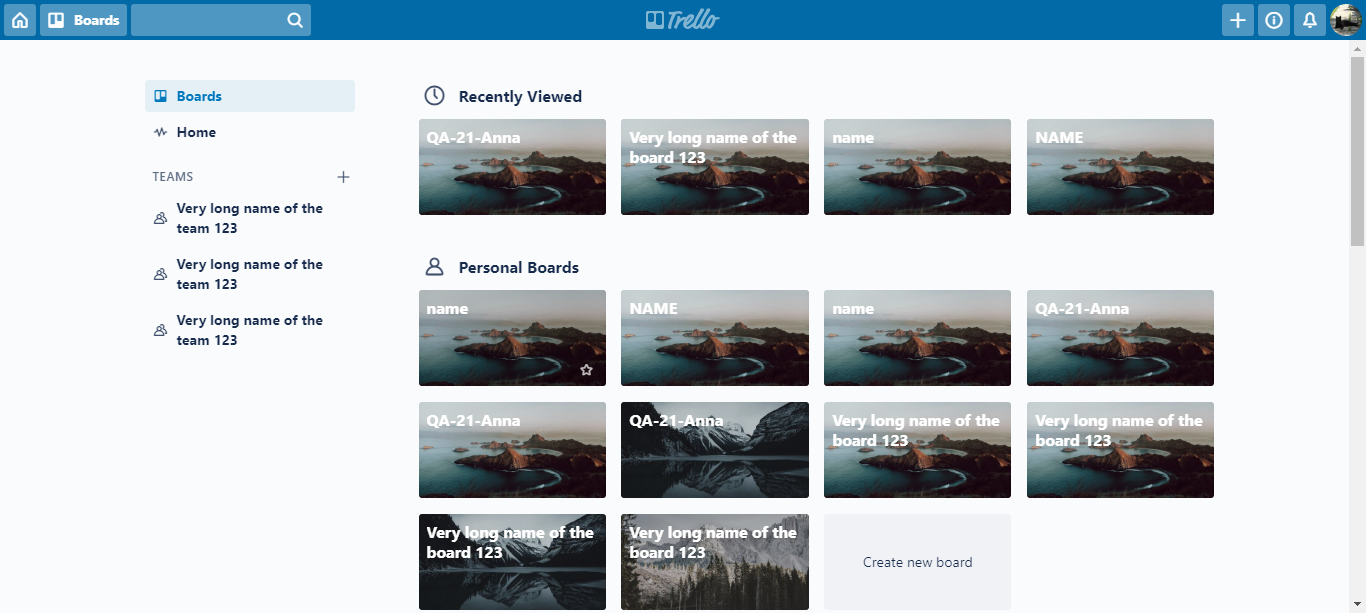 Boards
Trello
Boards
Home
TEAMS
Very long name of the
team 123
Very long name of the
team 123
Very long name of the
team 123
Recently Viewed
QA-21-Anna
Very long name of the
board 123
name
NAME
Personal Boards
name
NAME
name
QA-21-Anna
QA-21-Anna
QA-21-Anna
Very long name of the
board 123
Very long name of the
board 123
Very long name of the
board 123
Very long name of the
board 123
Create new board